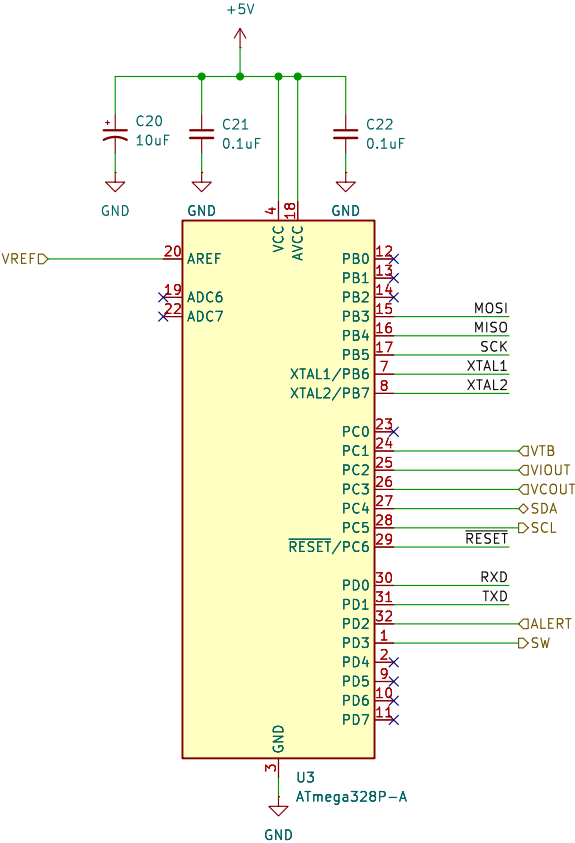 +5V
C20
10uF
C21
0.1uF
C22
0.1uF
GND
GND
GND
4
18
VCC
AVCC
VREF
20
AREF
19
ADC6
22
ADC7
PB0
12
PB1
13
PB2
14
PB3
15
MOSI
PB4
16
MISO
PB5
17
SCK
XTAL1/PB6
7
XTAL1
XTAL2/PB7
8
XTAL2
PC0
23
PC1
24
VTB
PC2
25
VIOUT
PC3
26
VCOUT
PC4
27
SDA
PC5
28
SCL
RESET/PC6
29
RESET
PD0
30
RXD
PD1
31
TXD
PD2
32
ALERT
PD3
1
SW
PD4
2
PD5
9
PD6
10
PD7
11
GND
3
U3
ATmega328P-A
GND